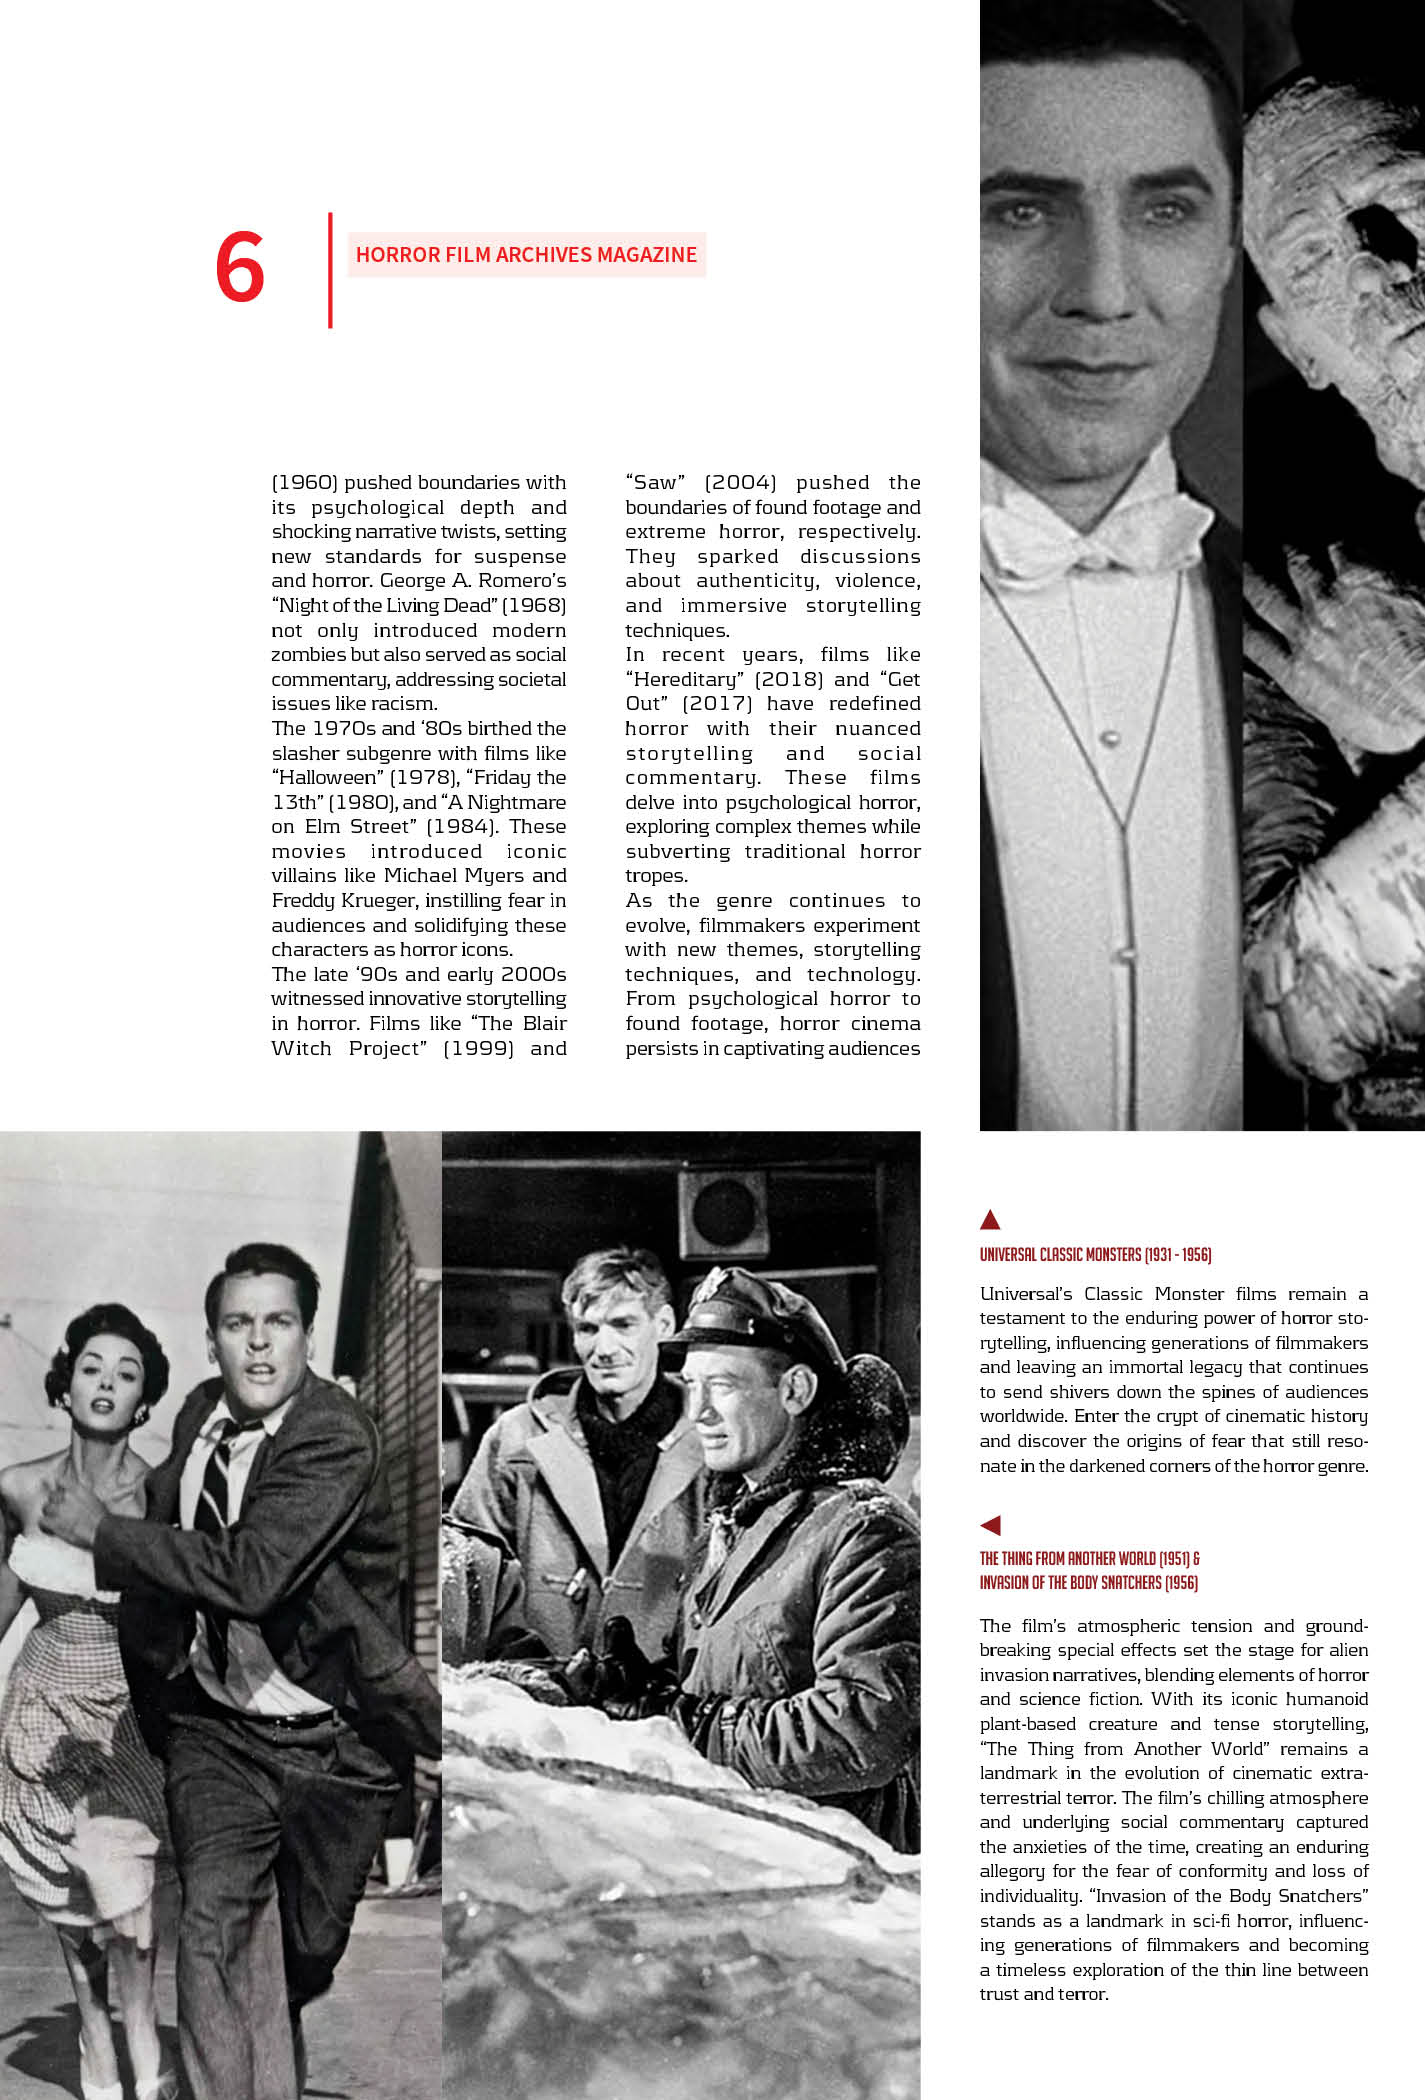 6
HORROR FILM ARCHIVES MAGAZINE
(1960) pushed boundaries with
its psychological depth and
shocking narrative twists, setting
new standards for suspense
and horror. George A. Romero’s
“Night of the Living Dead” (1968)
not only introduced modern
zombies but also served as social
commentary, addressing societal
issues like racism.
The 1970s and ‘80s birthed the
slasher subgenre with films like
“Halloween” (1978), “Friday the
13th” (1980), and “A Nightmare
on Elm Street” (1984). These
movies introduced iconic
villains like Michael Myers and
Freddy Krueger, instilling fear in
audiences and solidifying these
characters as horror icons.
The late ‘90s and early 2000s
witnessed innovative storytelling
in horror. Films like “The Blair
Witch Project” (1999) and
“Saw” (2004) pushed the
boundaries of found footage and
extreme horror, respectively.
They sparked discussions
about authenticity, violence,
and immersive storytelling
techniques.
In recent years, films like
“Hereditary” (2018) and “Get
Out” (2017) have redefined
horror with their nuanced
storytelling and social
commentary. These films
delve into psychological horror,
exploring complex themes while
subverting traditional horror
tropes.
As the genre continues to
evolve, filmmakers experiment
with new themes, storytelling
techniques, and technology.
From psychological horror to
found footage, horror cinema
persists in captivating audiences
UNIVERSAL CLASSIC MONSTERS (1931 - 1956)
Universal’s Classic Monster films remain a
testament to the enduring power of horror sto-
rytelling, influencing generations of filmmakers
and leaving an immortal legacy that continues
to send shivers down the spines of audiences
worldwide. Enter the crypt of cinematic history
and discover the origins of fear that still reso-
nate in the darkened corners of the horror genre.
THE THING FROM ANOTHER WORLD (1951) &
INVASION OF THE BODY SNATCHERS (1956)
The film’s atmospheric tension and ground-
breaking special effects set the stage for alien
invasion narratives, blending elements of horror
and science fiction. With its iconic humanoid
plant-based creature and tense storytelling,
“The Thing from Another World” remains a
landmark in the evolution of cinematic extra-
terrestrial terror. The film’s chilling atmosphere
and underlying social commentary captured
the anxieties of the time, creating an enduring
allegory for the fear of conformity and loss of
individuality. “Invasion of the Body Snatchers”
stands as a landmark in sci-fi horror, influenc-
ing generations of filmmakers and becoming
a timeless exploration of the thin line between
trust and terror.